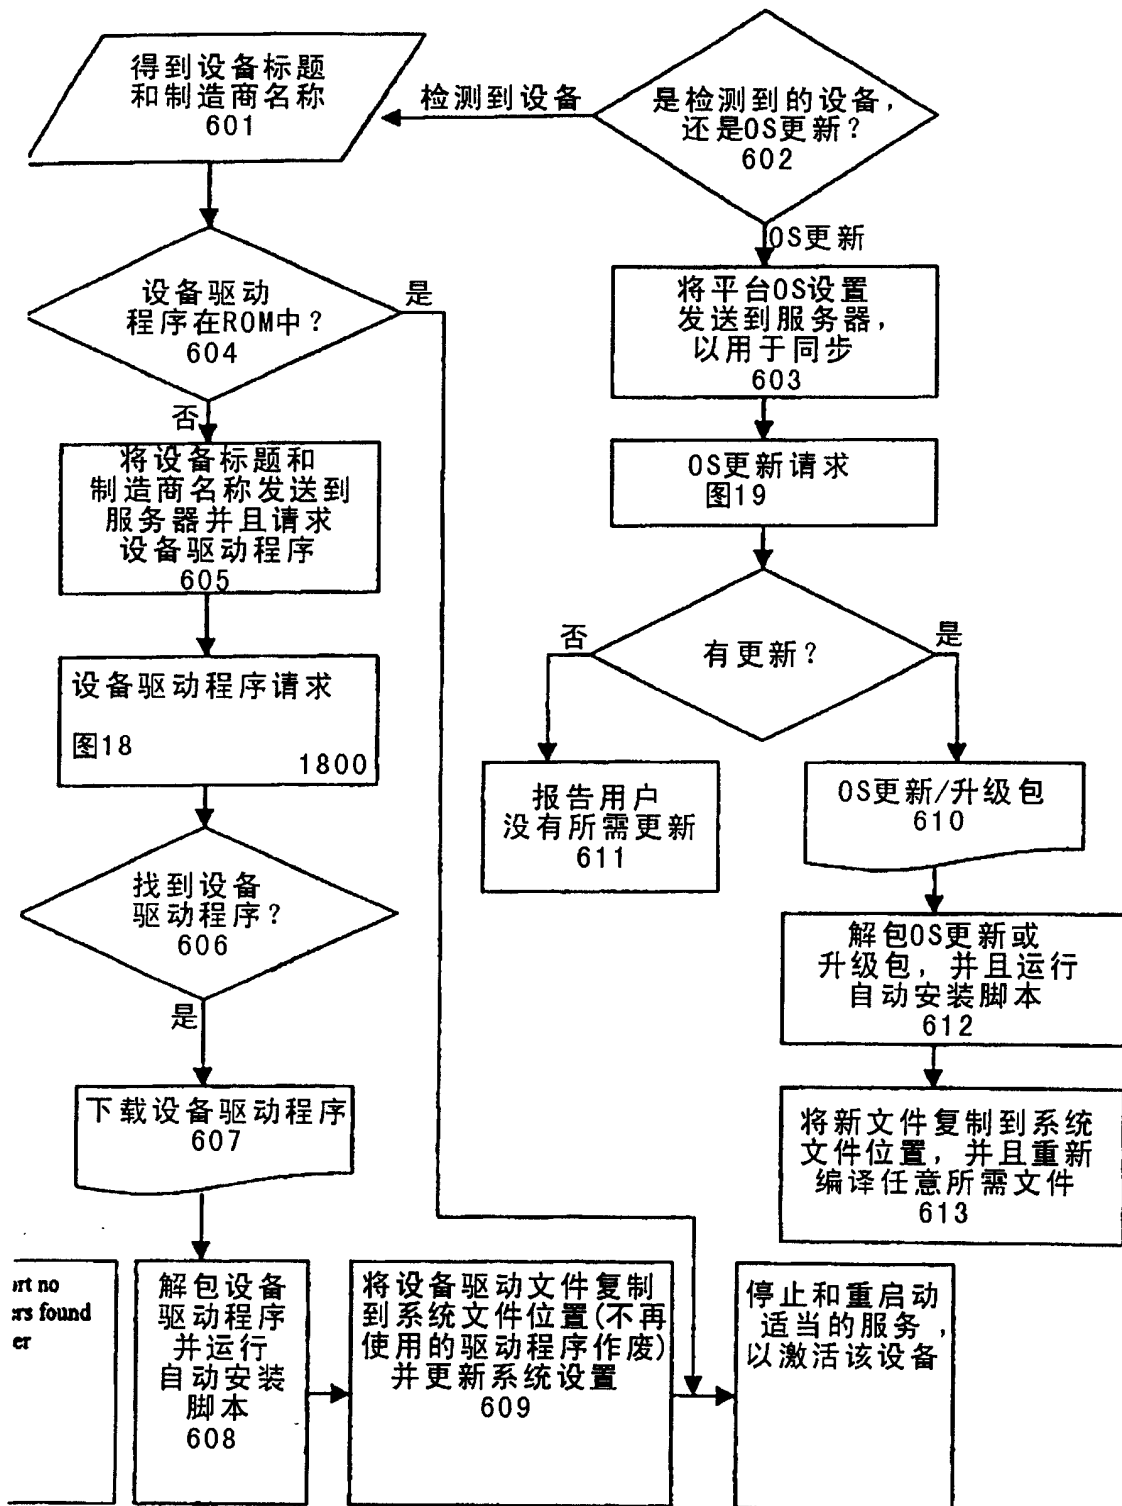 得到设备标题
和制造商名称
601
检测到设备
是检测到的设备，
还是OS更新？
602
OS更新
将平台OS设置
发送到服务器，
以用于同步
603
设备驱动
程序在ROM中？
604
是
否
将设备标题和
制造商名称发送到
服务器并且请求
设备驱动程序
605
OS更新请求
图19
设备驱动程序请求
图18
1800
有更新？
否
是
报告用户
没有所需更新
611
OS更新/升级包
610
找到设备
驱动程序？
606
是
解包OS更新或
升级包，并且运行
自动安装脚本
612
下载设备驱动程序
607
将新文件复制到系统
文件位置，并且重新
编译任意所需文件
613
no
found
解包设备
驱动程序
并运行
自动安装
脚本
608
将设备驱动文件复制
到系统文件位置(不再
使用的驱动程序作废)
并更新系统设置
609
停止和重启动
适当的服务，
以激活该设备